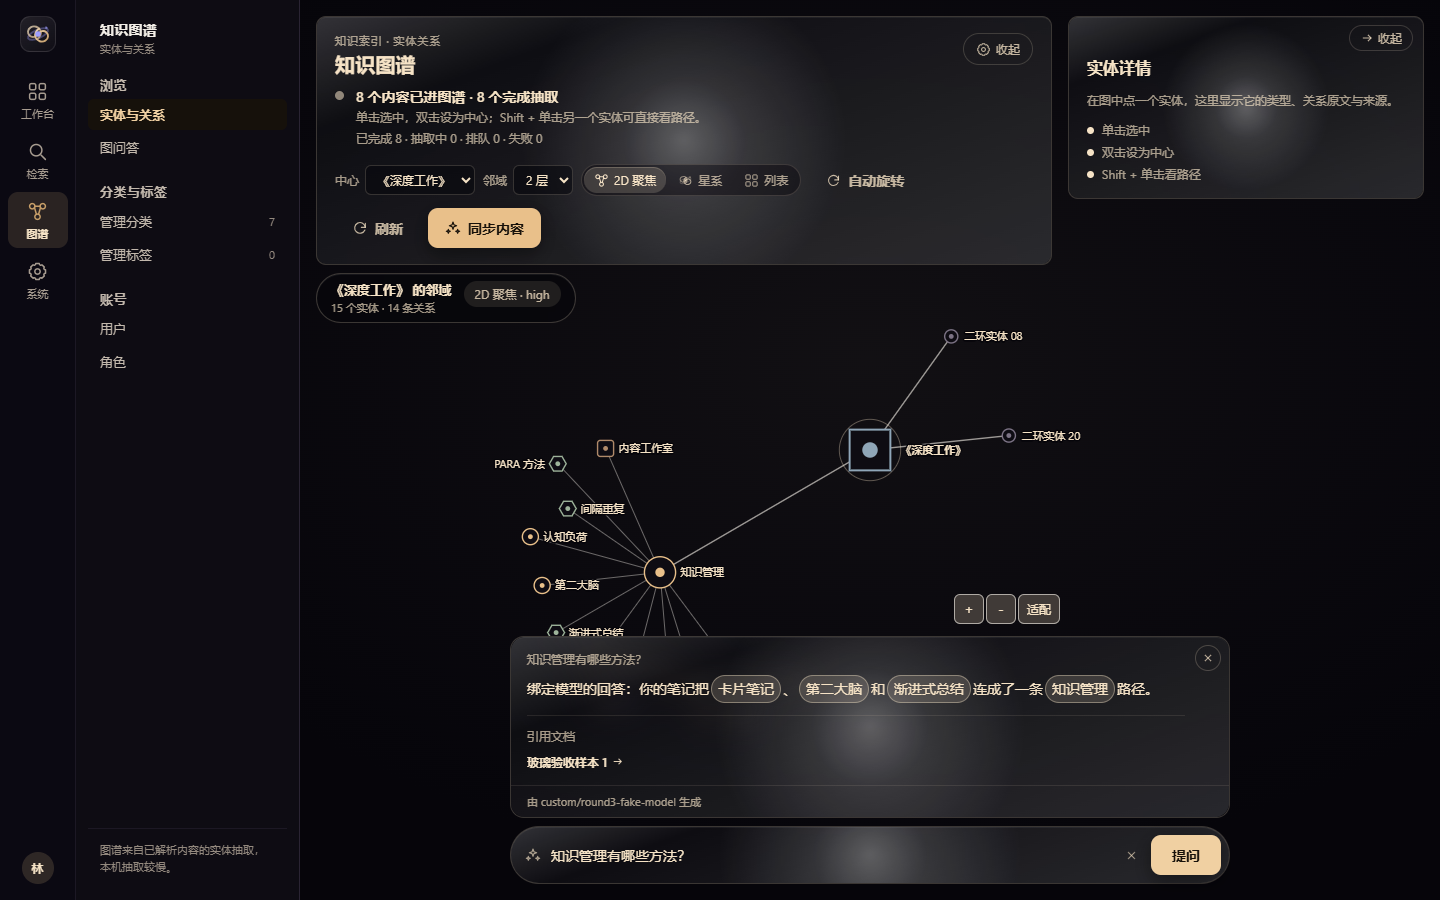 工作台
检索
图谱
系统
林
知识图谱
实体与关系
浏览
实体与关系
图问答
分类与标签
管理分类 7
管理标签 0
账号
用户
角色
图谱来自已解析内容的实体抽取，
本机抽取较慢。
知识索引 · 实体关系
知识图谱
收起
8 个内容已进图谱 · 8 个完成抽取
单击选中，双击设为中心；Shift + 单击另一个实体可直接看路径。
已完成 8 · 抽取中 0 · 排队 0 · 失败 0
中心 《深度工作》 邻域 2 层 2D 聚焦 星系 列表 自动旋转
刷新 同步内容
→ 收起
实体详情
在图中点一个实体，这里显示它的类型、关系原文与来源。
单击选中
双击设为中心
Shift + 单击看路径
《深度工作》 的邻域
15 个实体 · 14 条关系
2D 聚焦 · high
二环实体 08
二环实体 20
《深度工作》
内容工作室
PARA 方法
间隔重复
认知负荷
知识管理
第二大脑
渐进式总结
+ - 适配
知识管理有哪些方法？
×
绑定模型的回答：你的笔记把 卡片笔记 、 第二大脑 和 渐进式总结 连成了一条 知识管理 路径。
引用文档
玻璃验收样本 1 →
由 custom/round3-fake-model 生成
知识管理有哪些方法？ × 提问